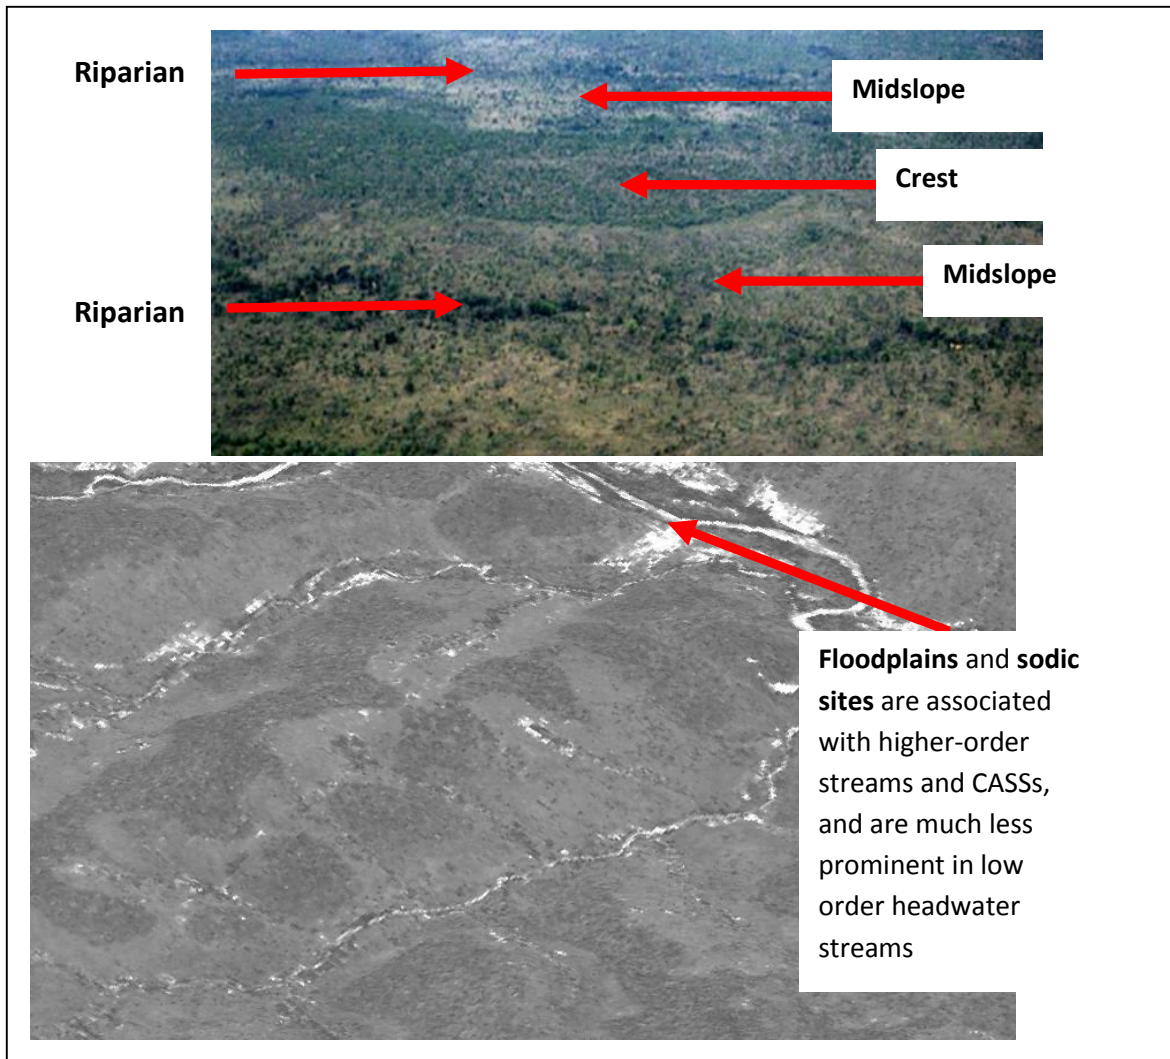 Riparian
Midslope
Crest
Midslope
Riparian
Floodplains and sodic
sites are associated
with higher-order
streams and CASSs,
and are much less
prominent in low
order headwater
streams